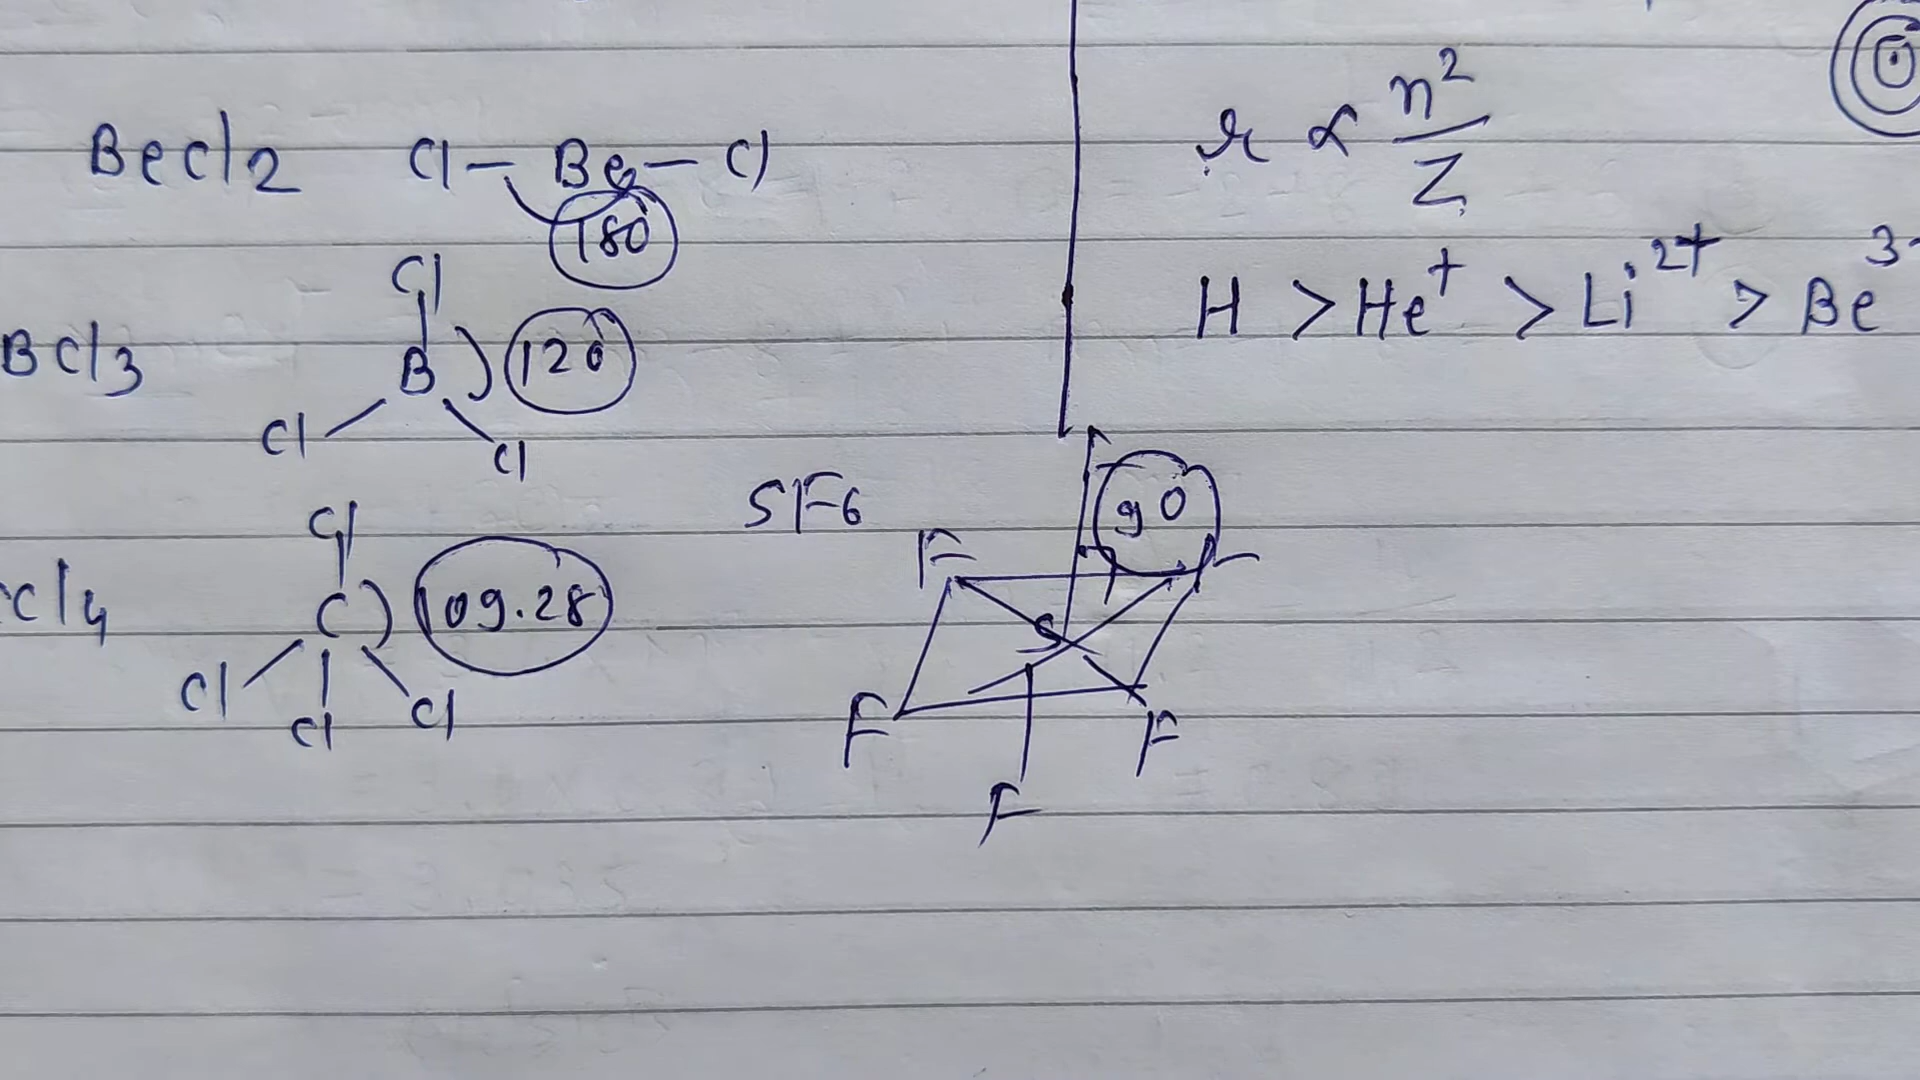 BeCl2 Cl - Be - Cl
180
Cl
BCl3 B 120
Cl Cl
Cl
CCl4 C 109.28
Cl Cl Cl
r ∝ n²/Z
H > He⁺ > Li²⁺ > Be³⁺
SF6
F 90
F F
S
F F
F